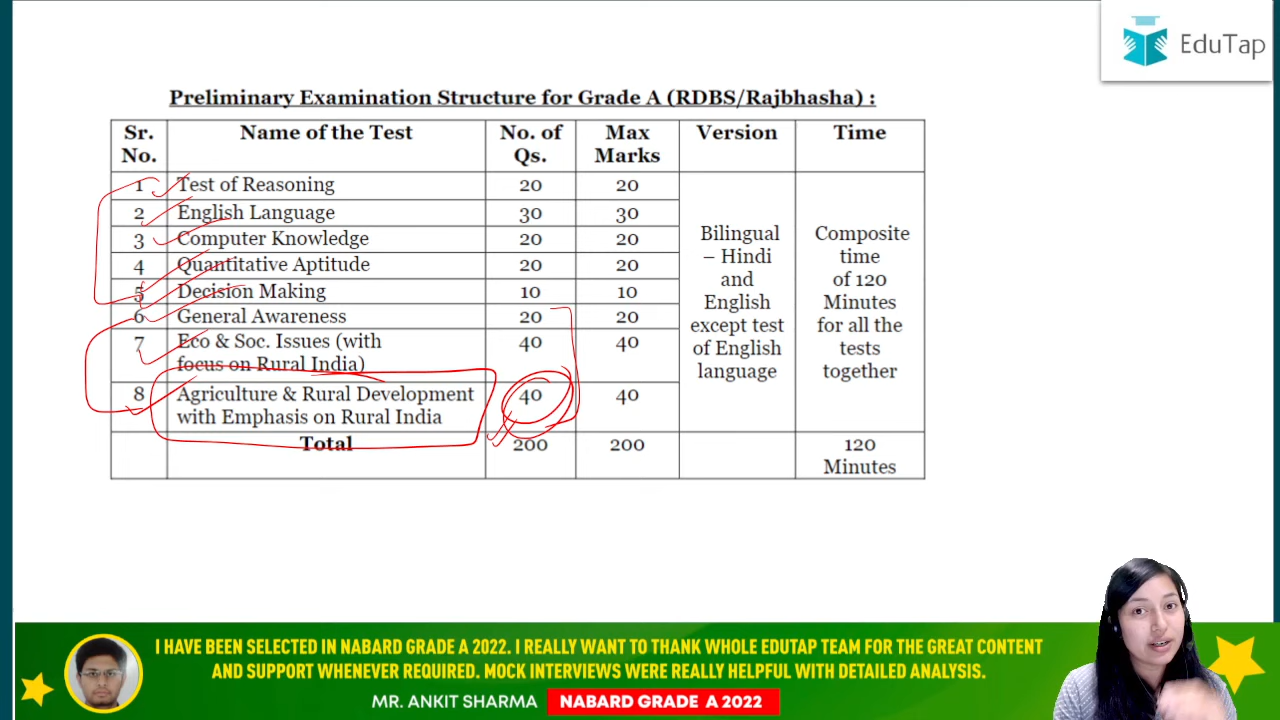 EduTap
Preliminary Examination Structure for Grade A (RDBS/Rajbhasha) :
Sr. No. Name of the Test No. of Qs. Max Marks Version Time
1 Test of Reasoning 20 20
2 English Language 30 30
3 Computer Knowledge 20 20
4 Quantitative Aptitude 20 20
5 Decision Making 10 10
6 General Awareness 20 20
7 Eco & Soc. Issues (with 40 40
focus on Rural India)
8 Agriculture & Rural Development 40 40
with Emphasis on Rural India
Bilingual
– Hindi
and
English
except test
of English
language
Composite
time
of 120
Minutes
for all the
tests
together
Total 200 200 120
Minutes
I HAVE BEEN SELECTED IN NABARD GRADE A 2022. I REALLY WANT TO THANK WHOLE EDUTAP TEAM FOR THE GREAT CONTENT
AND SUPPORT WHENEVER REQUIRED. MOCK INTERVIEWS WERE REALLY HELPFUL WITH DETAILED ANALYSIS.
MR. ANKIT SHARMA NABARD GRADE A 2022